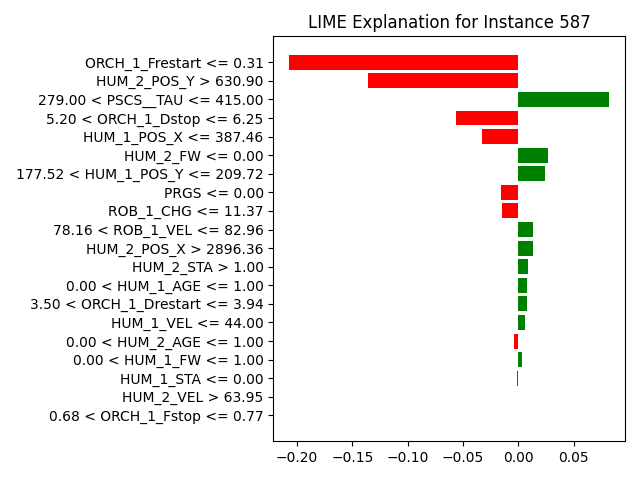 LIME Explanation for Instance 587
ORCH_1_Frestart <= 0.31
HUM_2_POS_Y > 630.90
279.00 < PSCS__TAU <= 415.00
5.20 < ORCH_1_Dstop <= 6.25
HUM_1_POS_X <= 387.46
HUM_2_FW <= 0.00
177.52 < HUM_1_POS_Y <= 209.72
PRGS <= 0.00
ROB_1_CHG <= 11.37
78.16 < ROB_1_VEL <= 82.96
HUM_2_POS_X > 2896.36
HUM_2_STA > 1.00
0.00 < HUM_1_AGE <= 1.00
3.50 < ORCH_1_Drestart <= 3.94
HUM_1_VEL <= 44.00
0.00 < HUM_2_AGE <= 1.00
0.00 < HUM_1_FW <= 1.00
HUM_1_STA <= 0.00
HUM_2_VEL > 63.95
0.68 < ORCH_1_Fstop <= 0.77
−0.20 −0.15 −0.10 −0.05 0.00 0.05